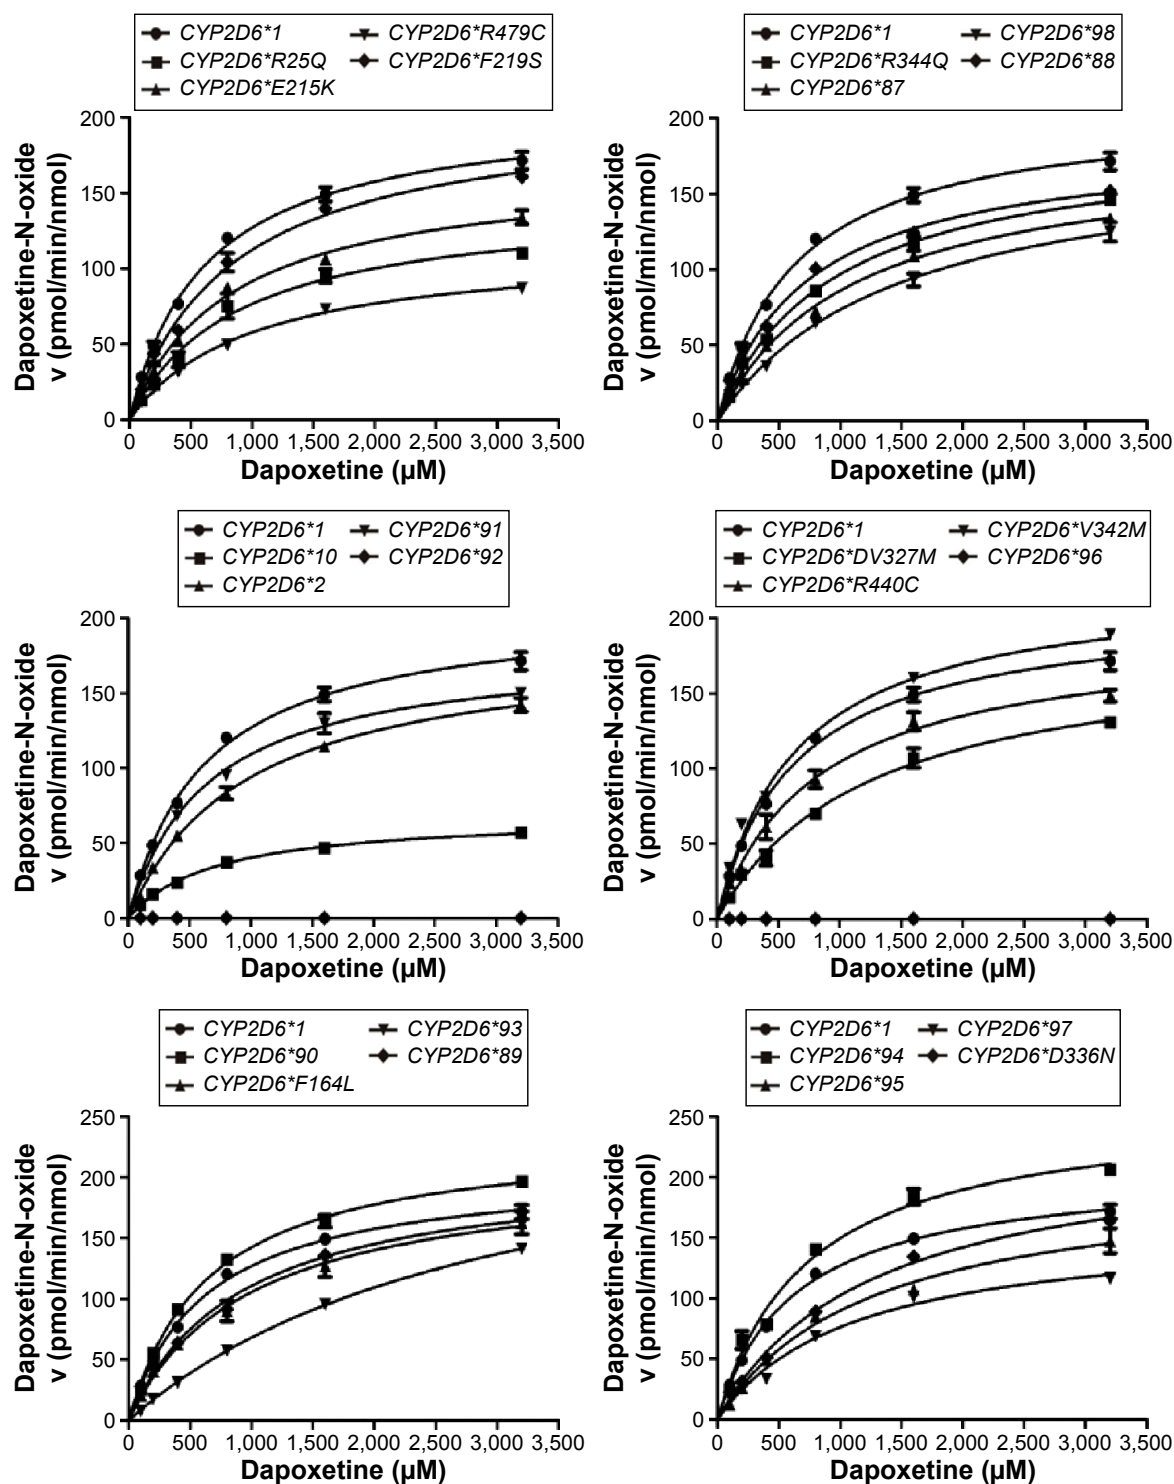 CYP2D6*1 CYP2D6*R479C
CYP2D6*R25Q CYP2D6*F219S
CYP2D6*E215K
200
150
100
50
0
Dapoxetine-N-oxide
v (pmol/min/nmol)
0 500 1,000 1,500 2,000 2,500 3,000 3,500
Dapoxetine (µM)
CYP2D6*1 CYP2D6*98
CYP2D6*R344Q CYP2D6*88
CYP2D6*87
200
150
100
50
0
Dapoxetine-N-oxide
v (pmol/min/nmol)
0 500 1,000 1,500 2,000 2,500 3,000 3,500
Dapoxetine (µM)
CYP2D6*1 CYP2D6*91
CYP2D6*10 CYP2D6*92
CYP2D6*2
200
150
100
50
0
Dapoxetine-N-oxide
v (pmol/min/nmol)
0 500 1,000 1,500 2,000 2,500 3,000 3,500
Dapoxetine (µM)
CYP2D6*1 CYP2D6*V342M
CYP2D6*DV327M CYP2D6*96
CYP2D6*R440C
200
150
100
50
0
Dapoxetine-N-oxide
v (pmol/min/nmol)
0 500 1,000 1,500 2,000 2,500 3,000 3,500
Dapoxetine (µM)
CYP2D6*1 CYP2D6*93
CYP2D6*90 CYP2D6*89
CYP2D6*F164L
250
200
150
100
50
0
Dapoxetine-N-oxide
v (pmol/min/nmol)
0 500 1,000 1,500 2,000 2,500 3,000 3,500
Dapoxetine (µM)
CYP2D6*1 CYP2D6*97
CYP2D6*94 CYP2D6*D336N
CYP2D6*95
250
200
150
100
50
0
Dapoxetine-N-oxide
v (pmol/min/nmol)
0 500 1,000 1,500 2,000 2,500 3,000 3,500
Dapoxetine (µM)